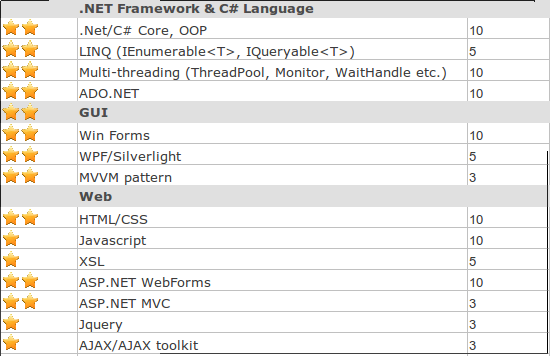 .NET Framework & C# Language
.Net/C# Core, OOP 10
LINQ (IEnumerable<T>, IQueryable<T>) 5
Multi-threading (ThreadPool, Monitor, WaitHandle etc.) 10
ADO.NET 10
GUI
Win Forms 10
WPF/Silverlight 5
MVVM pattern 3
Web
HTML/CSS 10
Javascript 10
XSL 5
ASP.NET WebForms 10
ASP.NET MVC 3
Jquery 3
AJAX/AJAX toolkit 3